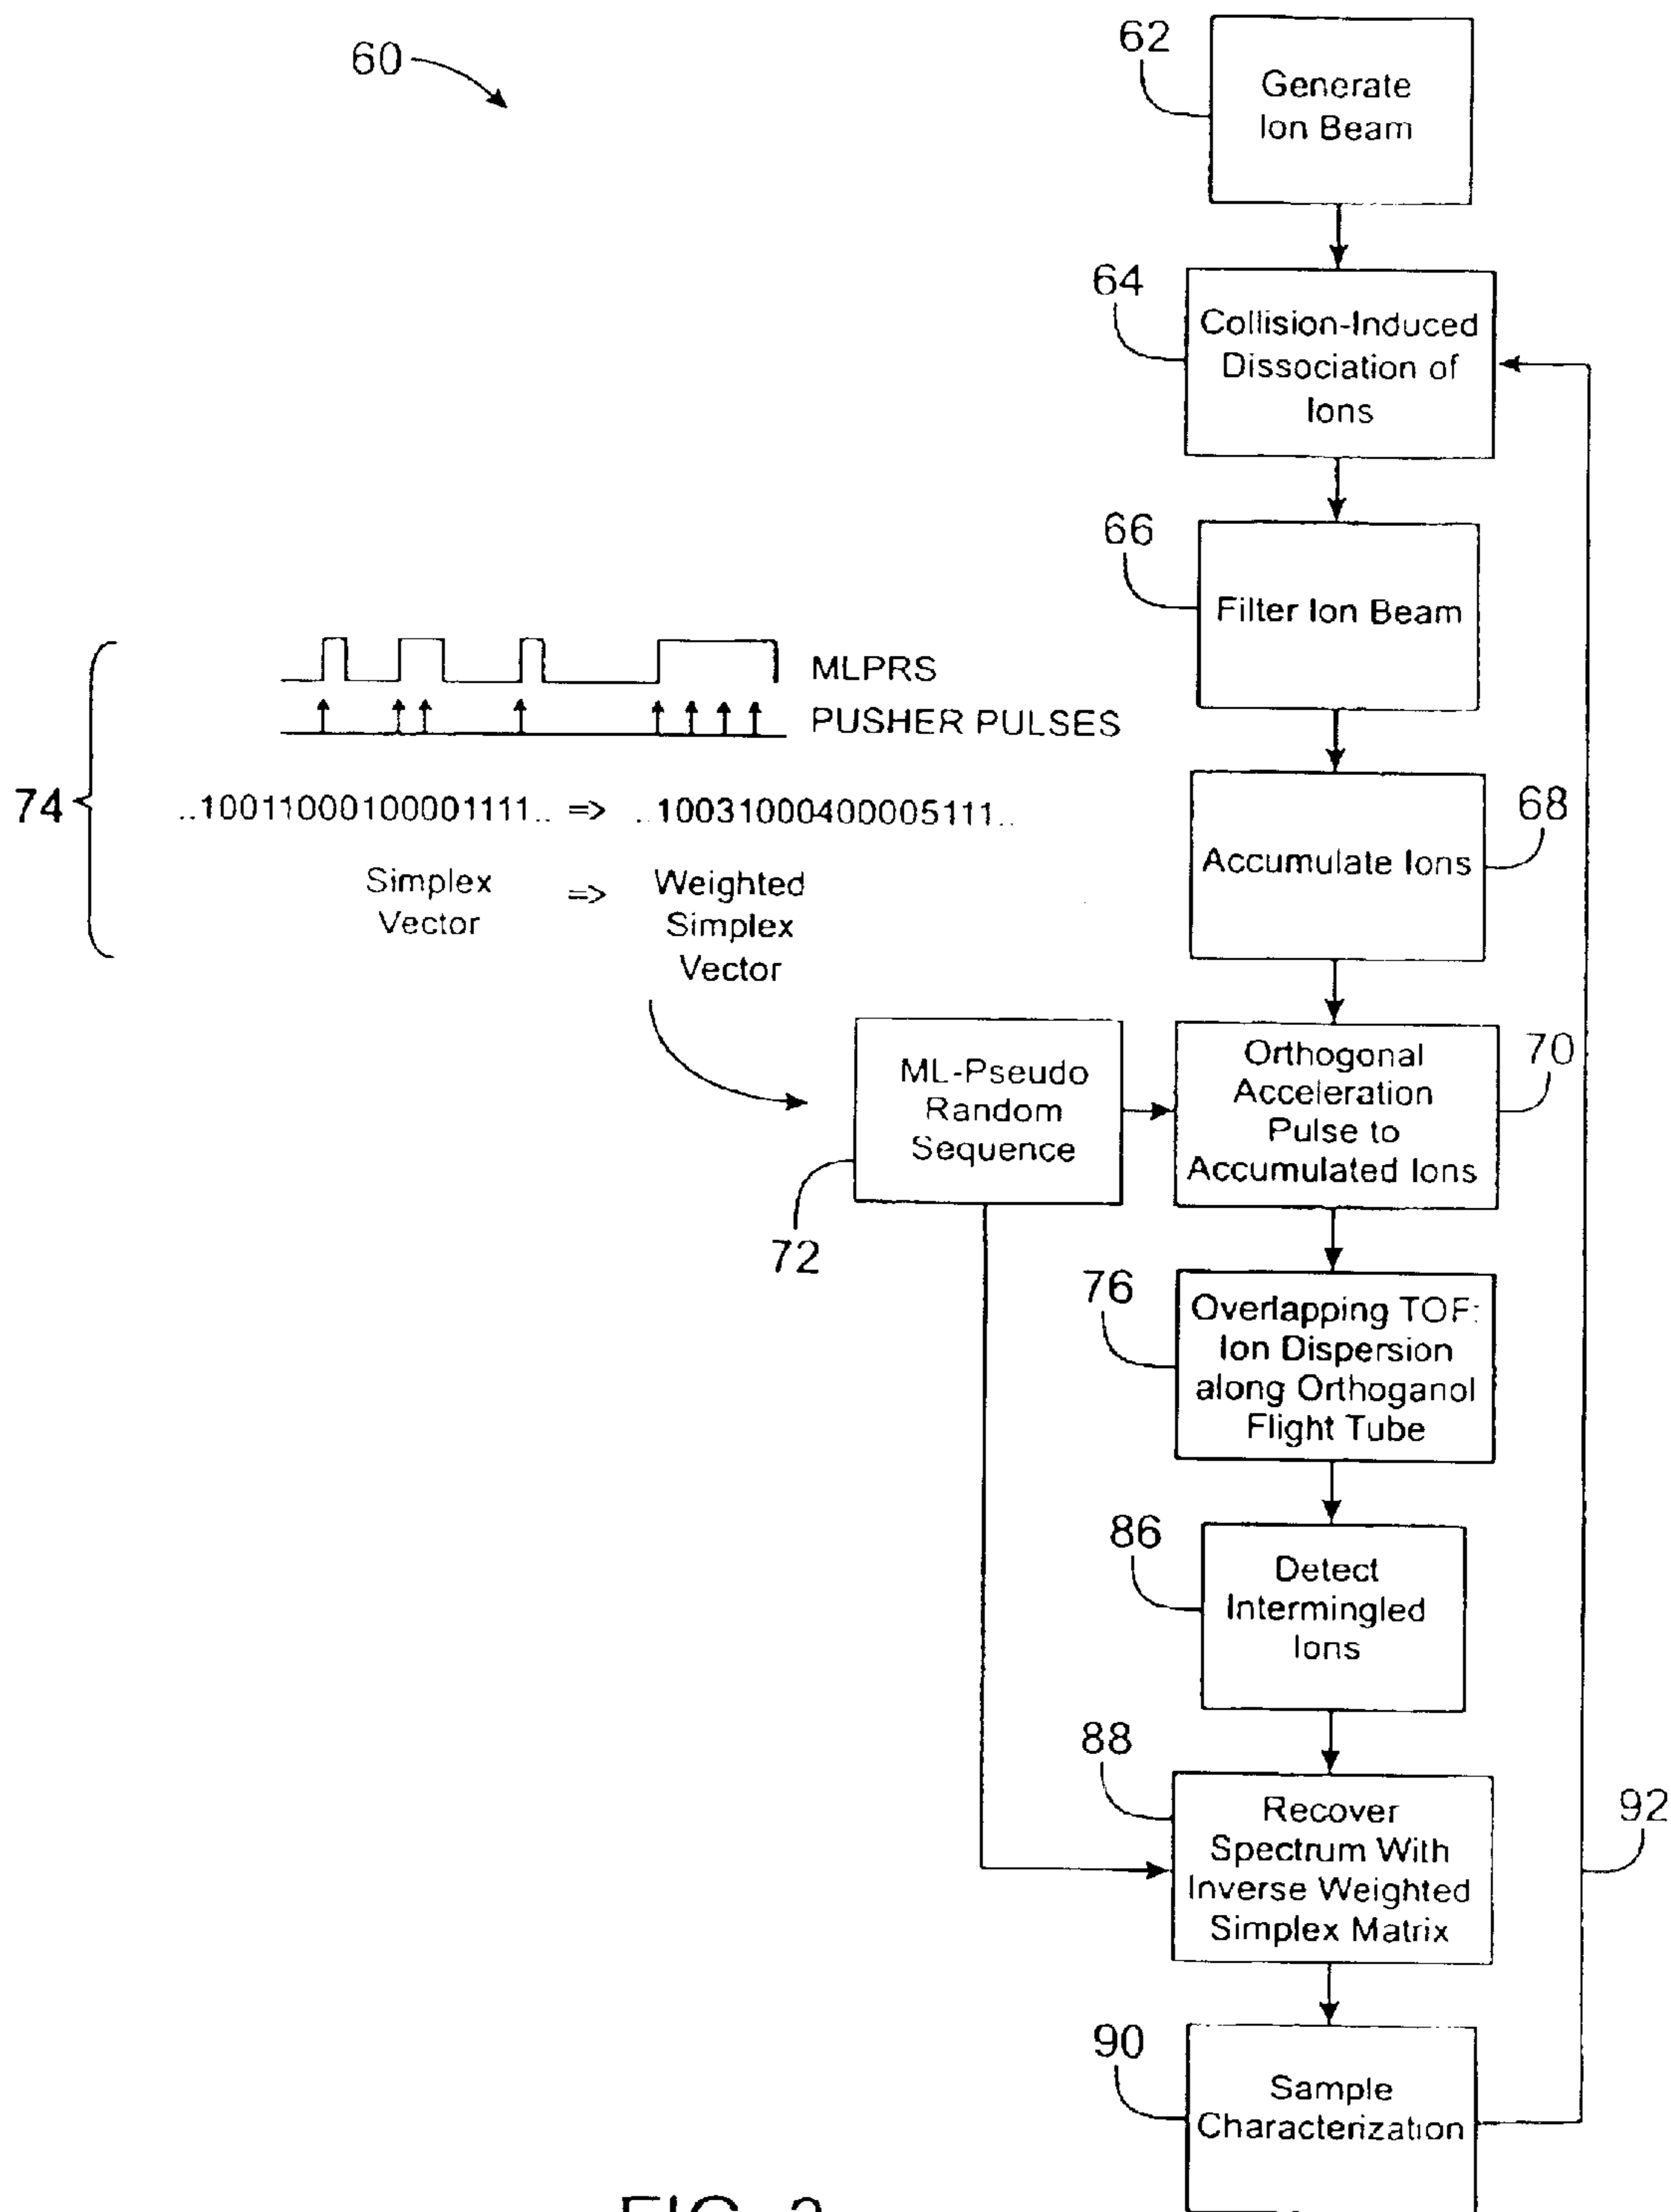 60
62
Generate
Ion Beam
64
Collision-Induced
Dissociation of
Ions
66
Filter Ion Beam
MLPRS
PUSHER PULSES
74
..10011000100001111.. => ..10031000400005111..
Simplex
Vector
=>
Weighted
Simplex
Vector
68
Accumulate Ions
ML-Pseudo
Random
Sequence
72
70
Orthogonal
Acceleration
Pulse to
Accumulated Ions
76
Overlapping TOF:
Ion Dispersion
along Orthoganol
Flight Tube
86
Detect
Intermingled
Ions
88
Recover
Spectrum With
Inverse Weighted
Simplex Matrix
92
90
Sample
Characterization